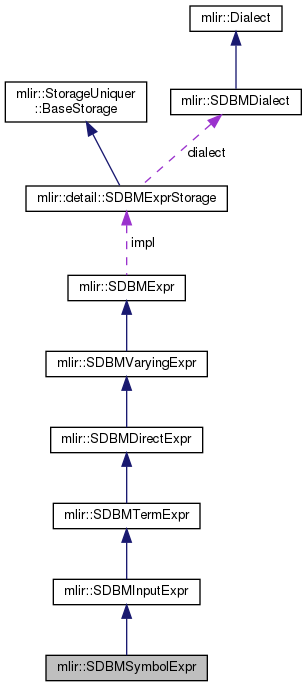 mlir::Dialect
mlir::StorageUniquer
::BaseStorage
mlir::SDBMDialect
dialect
mlir::detail::SDBMExprStorage
impl
mlir::SDBMExpr
mlir::SDBMVaryingExpr
mlir::SDBMDirectExpr
mlir::SDBMTermExpr
mlir::SDBMInputExpr
mlir::SDBMSymbolExpr